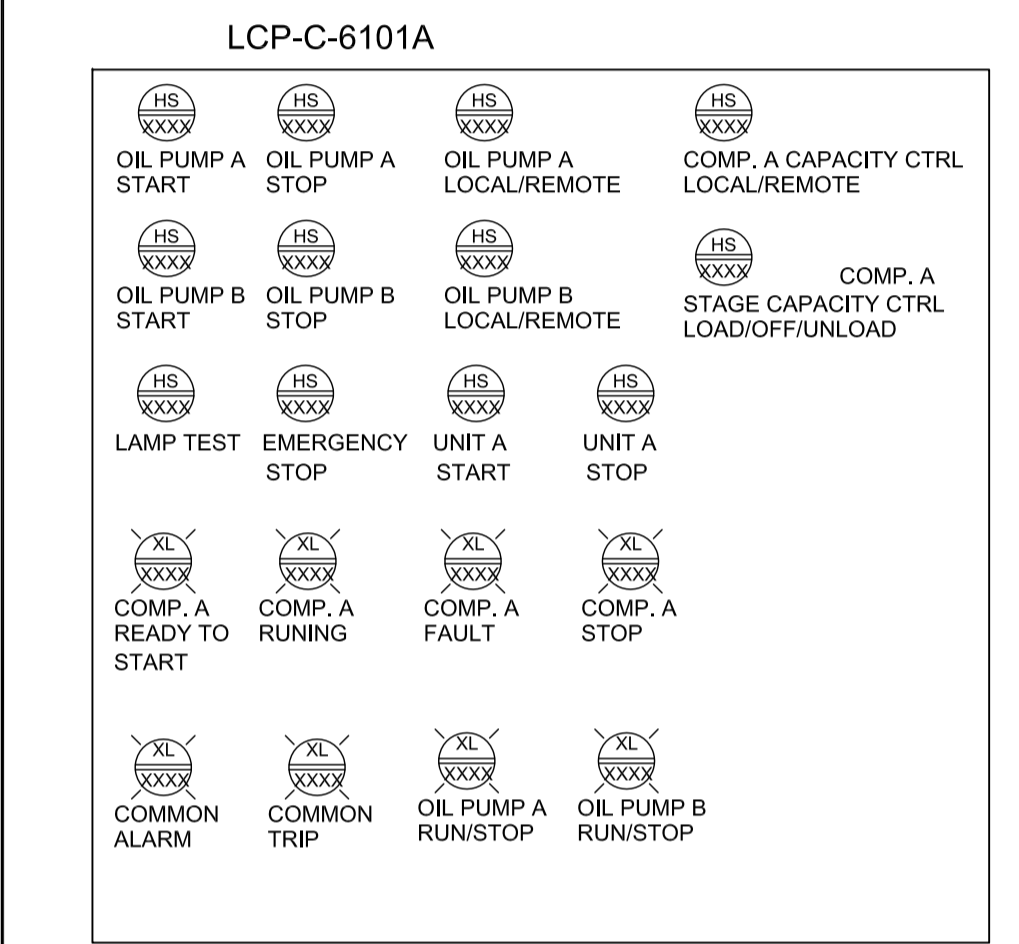 LCP-C-6101A
HS HS HS HS
XXXX XXXX XXXX XXXX
OIL PUMP A OIL PUMP A OIL PUMP A COMP. A CAPACITY CTRL
START STOP LOCAL/REMOTE LOCAL/REMOTE
HS HS HS HS
XXXX XXXX XXXX XXXX COMP. A
OIL PUMP B OIL PUMP B OIL PUMP B STAGE CAPACITY CTRL
START STOP LOCAL/REMOTE LOAD/OFF/UNLOAD
HS HS HS HS
XXXX XXXX XXXX XXXX
LAMP TEST EMERGENCY UNIT A UNIT A
STOP START STOP
XL XL XL XL
XXXX XXXX XXXX XXXX
COMP. A COMP. A COMP. A COMP. A
READY TO RUNING FAULT STOP
START
XL XL XL XL
XXXX XXXX XXXX XXXX
COMMON COMMON OIL PUMP A OIL PUMP B
ALARM TRIP RUN/STOP RUN/STOP